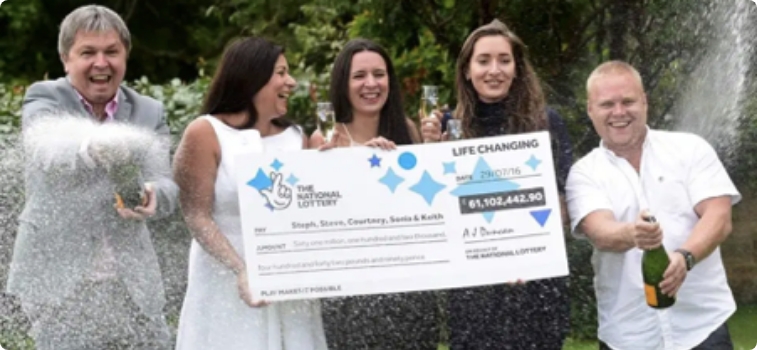 LIFE CHANGING
THE
NATIONAL
LOTTERY
DATE 29/07/16
£ 61,102,442.90
PAY Steph, Steve, Courtney, Sonia & Keith
AMOUNT Sixty one million, one hundred and two thousand,
four hundred and forty two pounds and ninety pence.
ON BEHALF OF
THE NATIONAL LOTTERY
PLAY MAKES IT POSSIBLE